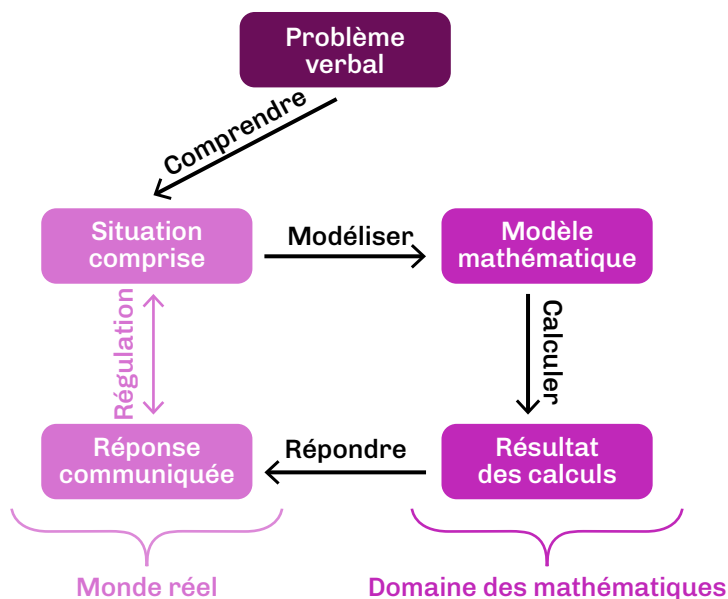 Problème
verbal
Comprendre
Situation
comprise
Modéliser
Modèle
mathématique
Régulation
Calculer
Réponse
communiquée
Répondre
Résultat
des calculs
Monde réel
Domaine des mathématiques